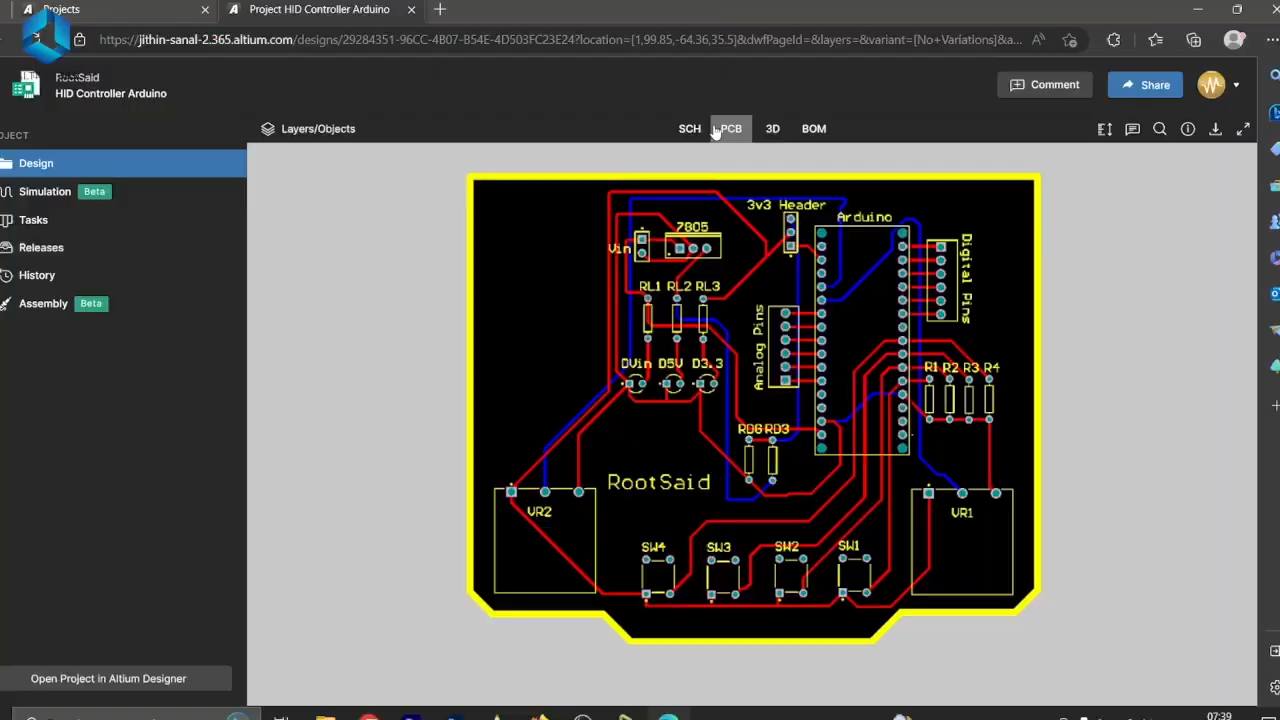 Projects
Project HID Controller Arduino
https://jithin-sanal-2.365.altium.com/designs/29284351-96CC-4B07-B54E-4D503FC23E24?location=[1,99.85,-64.36,35.5]&dwfPageId=&layers=&variant=[No+Variations]&a...
RootSaid
HID Controller Arduino
Comment
Share
OJECT
Layers/Objects
SCH
PCB
3D
BOM
Design
Simulation
Beta
Tasks
Releases
History
Assembly
Beta
3v3 Header
Arduino
7805
Vin
Digital Pins
RL1 RL2 RL3
Analog Pins
DVin D5V D3.3
R1 R2 R3 R4
RD6 RD3
RootSaid
VR2
VR1
SW4
SW3
SW2
SW1
Open Project in Altium Designer
07:39